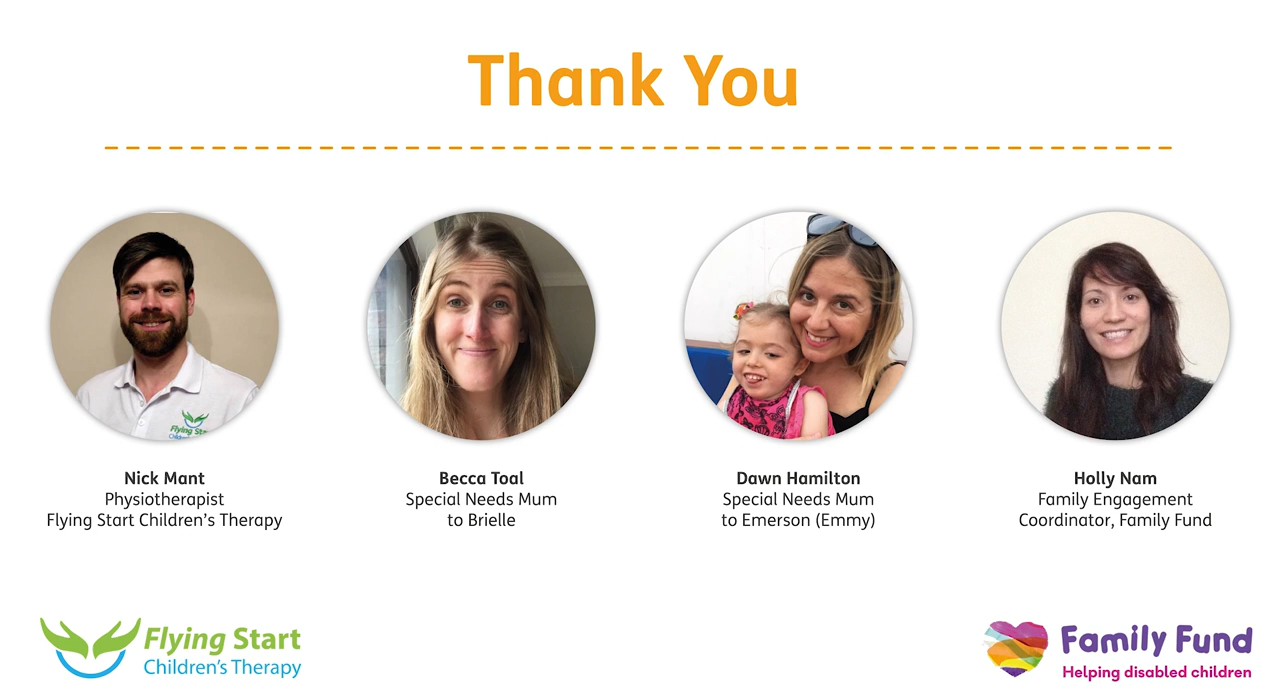 Thank You
Flying Sta
Nick Mant
Physiotherapist
Flying Start Children's Therapy
Becca Toal
Special Needs Mum
to Brielle
Dawn Hamilton
Special Needs Mum
to Emerson (Emmy)
Holly Nam
Family Engagement
Coordinator, Family Fund
Flying Start
Children's Therapy
Family Fund
Helping disabled children